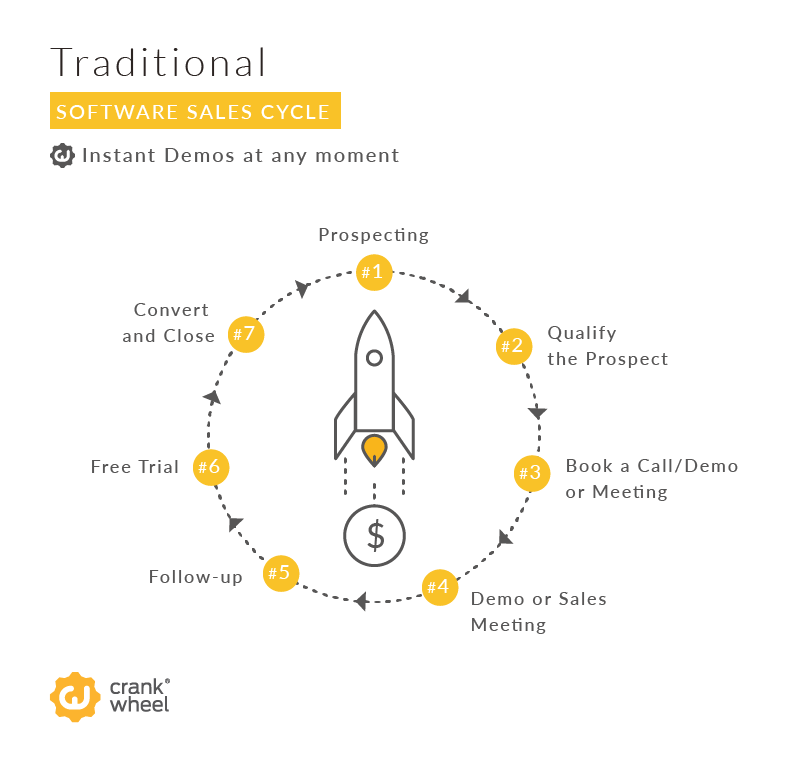 Traditional
SOFTWARE SALES CYCLE
Instant Demos at any moment
Prospecting
#1
#2
Qualify
the Prospect
#3
Book a Call/Demo
or Meeting
#4
Demo or Sales
Meeting
#5
Follow-up
#6
Free Trial
#7
Convert
and Close
$
crank®
wheel